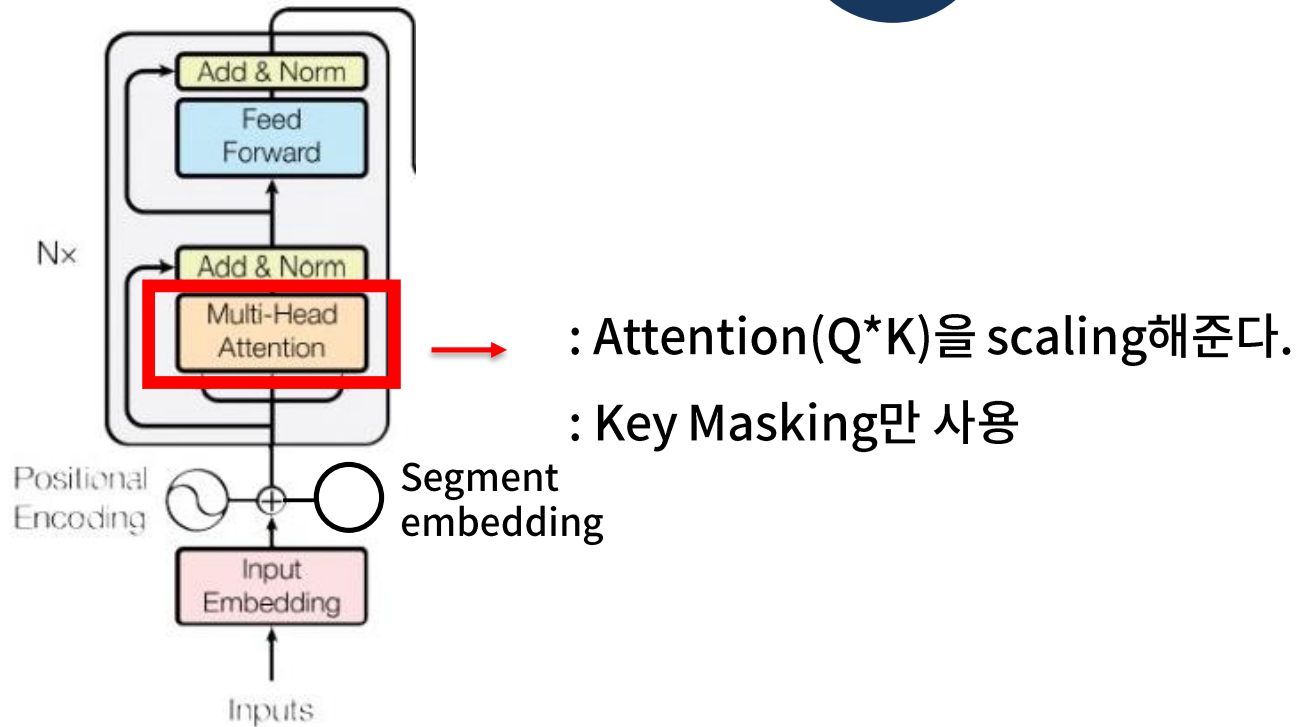 Add & Norm
Feed
Forward
Nx
Add & Norm
Multi-Head
Attention
: Attention(Q*K)을 scaling해준다.
: Key Masking만 사용
Positional
Encoding
Segment
embedding
Input
Embedding
Inputs